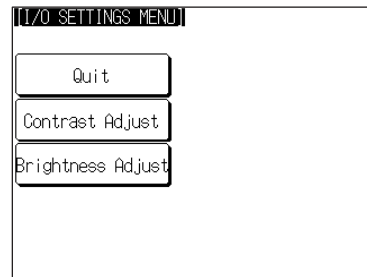 [I/O SETTINGS MENU]
Quit
Contrast Adjust
Brightness Adjust